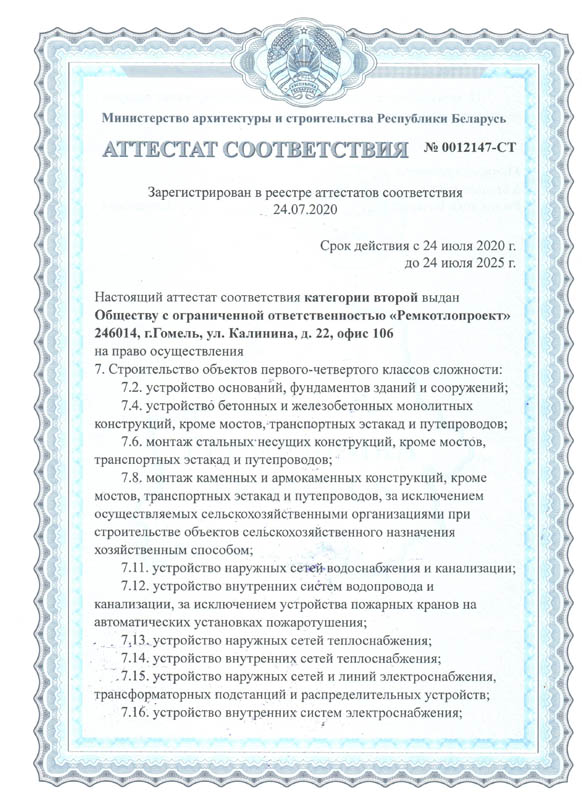 Министерство архитектуры и строительства Республики Беларусь
АТТЕСТАТ СООТВЕТСТВИЯ № 0012147-СТ
Зарегистрирован в реестре аттестатов соответствия
24.07.2020
Срок действия с 24 июля 2020 г.
до 24 июля 2025 г.
Настоящий аттестат соответствия категории второй выдан
Обществу с ограниченной ответственностью «Ремкотлопроект»
246014, г.Гомель, ул. Калинина, д. 22, офис 106
на право осуществления
7. Строительство объектов первого-четвертого классов сложности:
7.2. устройство оснований, фундаментов зданий и сооружений;
7.4. устройство бетонных и железобетонных монолитных
конструкций, кроме мостов, транспортных эстакад и путепроводов;
7.6. монтаж стальных несущих конструкций, кроме мостов,
транспортных эстакад и путепроводов;
7.8. монтаж каменных и армокаменных конструкций, кроме
мостов, транспортных эстакад и путепроводов, за исключением
осуществляемых сельскохозяйственными организациями при
строительстве объектов сельскохозяйственного назначения
хозяйственным способом;
7.11. устройство наружных сетей водоснабжения и канализации;
7.12. устройство внутренних систем водопровода и
канализации, за исключением устройства пожарных кранов на
автоматических установках пожаротушения;
7.13. устройство наружных сетей теплоснабжения;
7.14. устройство внутренних сетей теплоснабжения;
7.15. устройство наружных сетей и линий электроснабжения,
трансформаторных подстанций и распределительных устройств;
7.16. устройство внутренних систем электроснабжения;